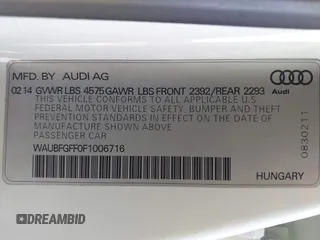 MFD. BY AUDI AG
02 14 GVWR LBS 4575 GAWR LBS FRONT 2392/REAR 2293
THIS VEHICLE CONFORMS TO ALL APPLICABLE U.S.
FEDERAL MOTOR VEHICLE SAFETY, BUMPER AND THEFT
PREVENTION STANDARDS IN EFFECT ON THE DATE OF
MANUFACTURE SHOWN ABOVE
PASSENGER CAR
WAUBFGFF0F1006716
HUNGARY
Audi
0830211
DREAMBID